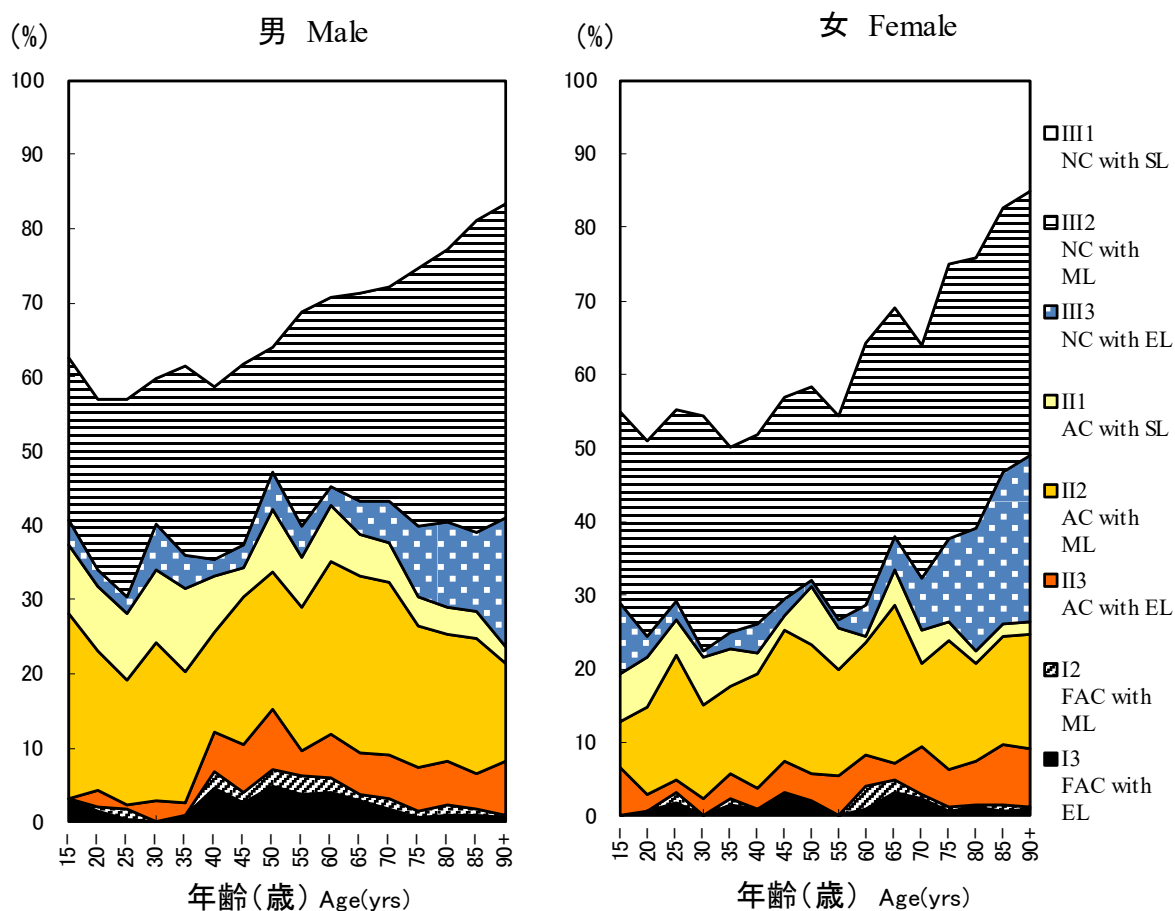 男 Male
(%)
100
90
80
70
60
50
40
30
20
10
0
15-
20-
25-
30-
35-
40-
45-
50-
55-
60-
65-
70-
75-
80-
85-
90+
年齢(歳) Age(yrs)
女 Female
(%)
100
90
80
70
60
50
40
30
20
10
0
15-
20-
25-
30-
35-
40-
45-
50-
55-
60-
65-
70-
75-
80-
85-
90+
年齢(歳) Age(yrs)
III1
NC with SL
III2
NC with
ML
III3
NC with EL
II1
AC with SL
II2
AC with
ML
II3
AC with EL
I2
FAC with
ML
I3
FAC with
EL